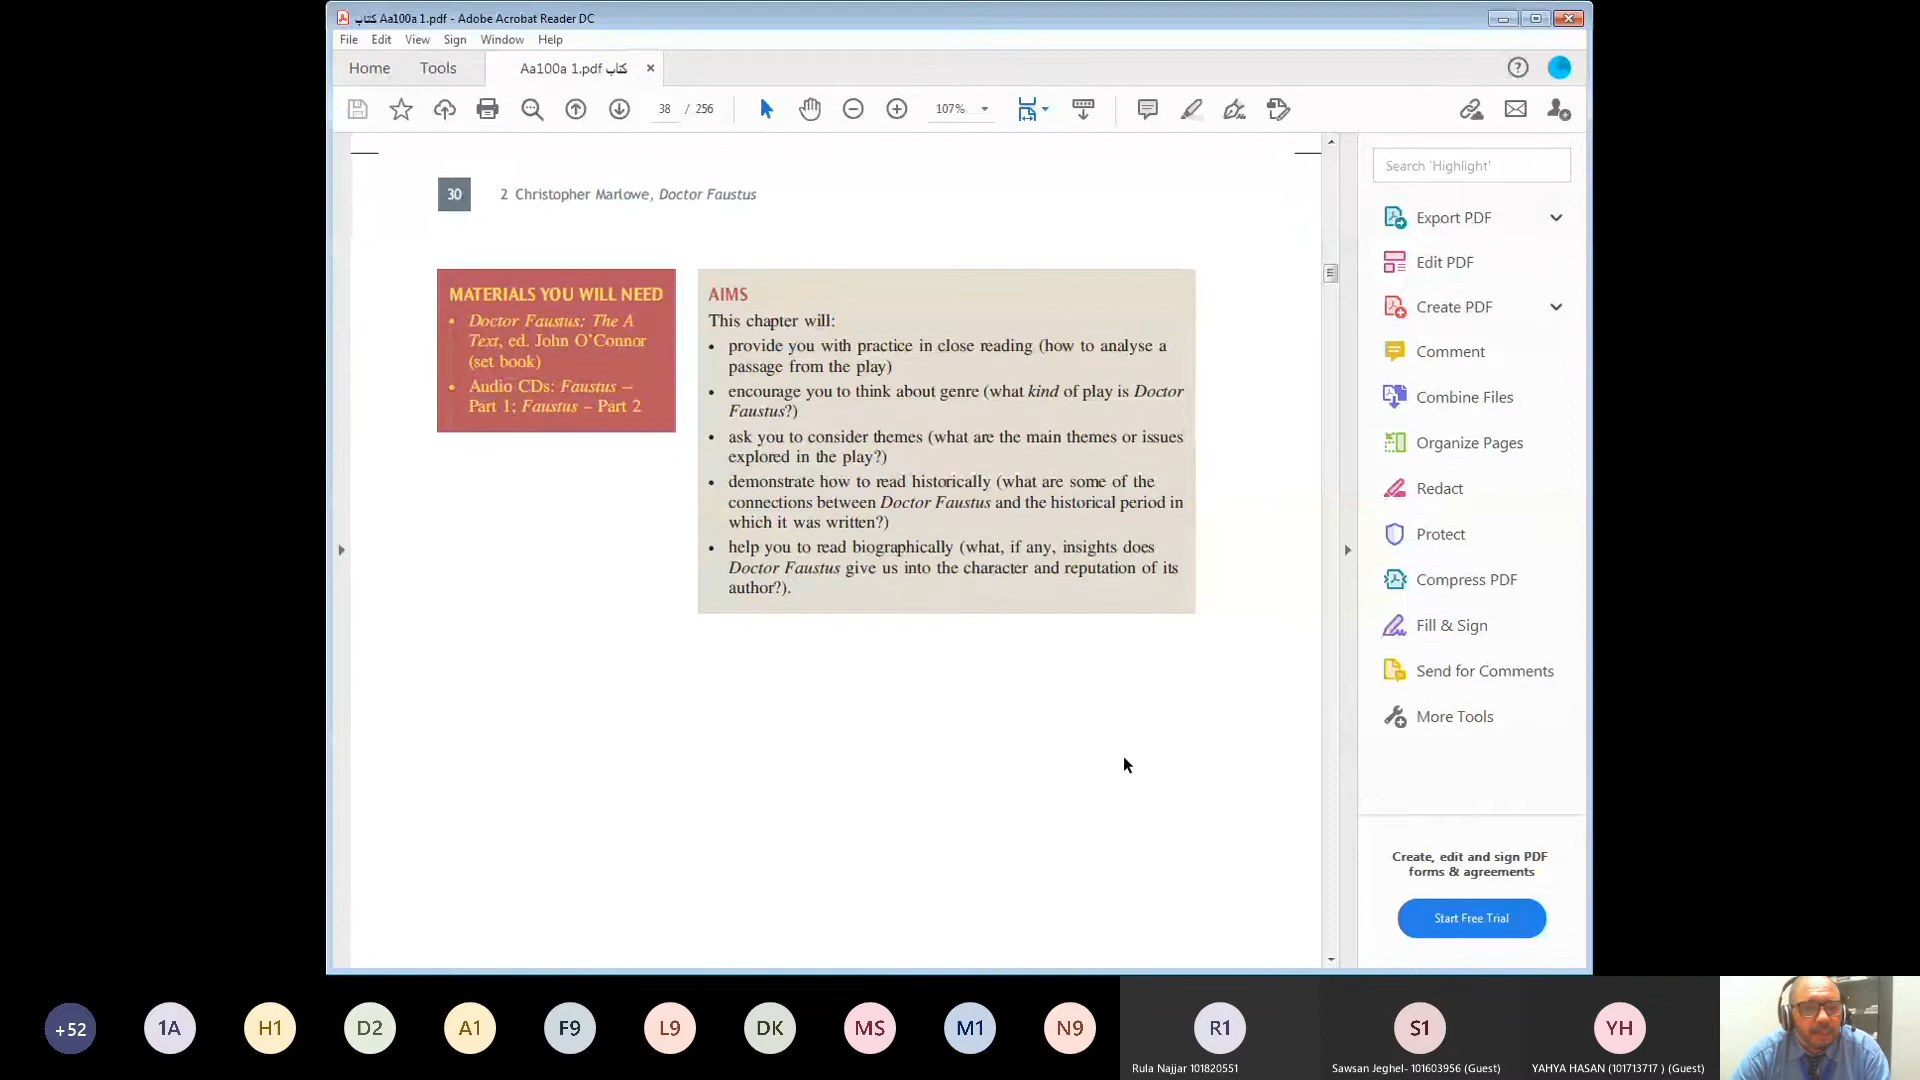 كتاب Aa100a 1.pdf - Adobe Acrobat Reader DC
File Edit View Sign Window Help
Home Tools Aa100a 1.pdf كتاب
38 / 256 107%
30 2 Christopher Marlowe, Doctor Faustus
MATERIALS YOU WILL NEED
• Doctor Faustus: The A
Text, ed. John O'Connor
(set book)
• Audio CDs: Faustus –
Part 1; Faustus – Part 2
AIMS
This chapter will:
• provide you with practice in close reading (how to analyse a
passage from the play)
• encourage you to think about genre (what kind of play is Doctor
Faustus?)
• ask you to consider themes (what are the main themes or issues
explored in the play?)
• demonstrate how to read historically (what are some of the
connections between Doctor Faustus and the historical period in
which it was written?)
• help you to read biographically (what, if any, insights does
Doctor Faustus give us into the character and reputation of its
author?).
Search 'Highlight'
Export PDF
Edit PDF
Create PDF
Comment
Combine Files
Organize Pages
Redact
Protect
Compress PDF
Fill & Sign
Send for Comments
More Tools
Create, edit and sign PDF
forms & agreements
Start Free Trial
+52 1A H1 D2 A1 F9 L9 DK MS M1 N9 R1 S1 YH
Rula Najjar 101820551 Sawsan Jeghel- 101603956 (Guest) YAHYA HASAN (101713717 ) (Guest)